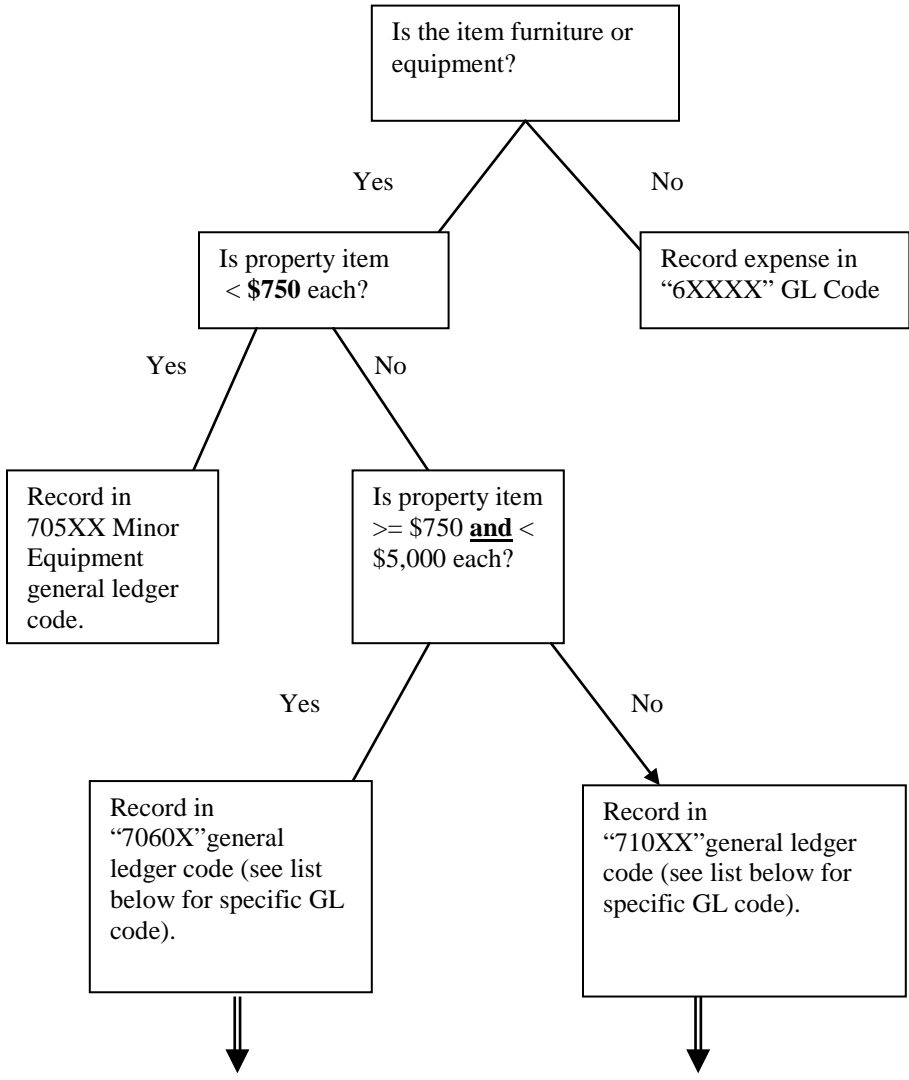 Is the item furniture or
equipment?
Yes
No
Is property item
< $750 each?
Record expense in
“6XXXX” GL Code
Yes
No
Record in
705XX Minor
Equipment
general ledger
code.
Is property item
>= $750 and <
$5,000 each?
Yes
No
Record in
“7060X”general
ledger code (see list
below for specific GL
code).
Record in
“710XX”general ledger
code (see list below for
specific GL code).